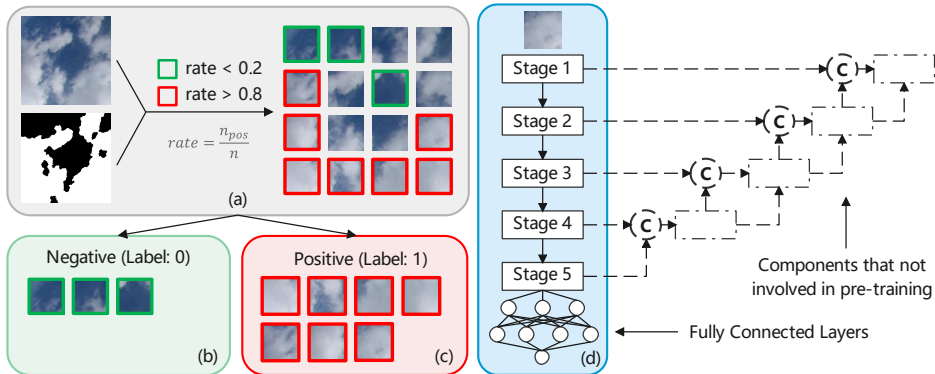 rate < 0.2
rate > 0.8
rate = n_pos / n
(a)
Negative (Label: 0)
(b)
Positive (Label: 1)
(c)
Stage 1
Stage 2
Stage 3
Stage 4
Stage 5
(d)
C
C
C
C
Components that not
involved in pre-training
Fully Connected Layers